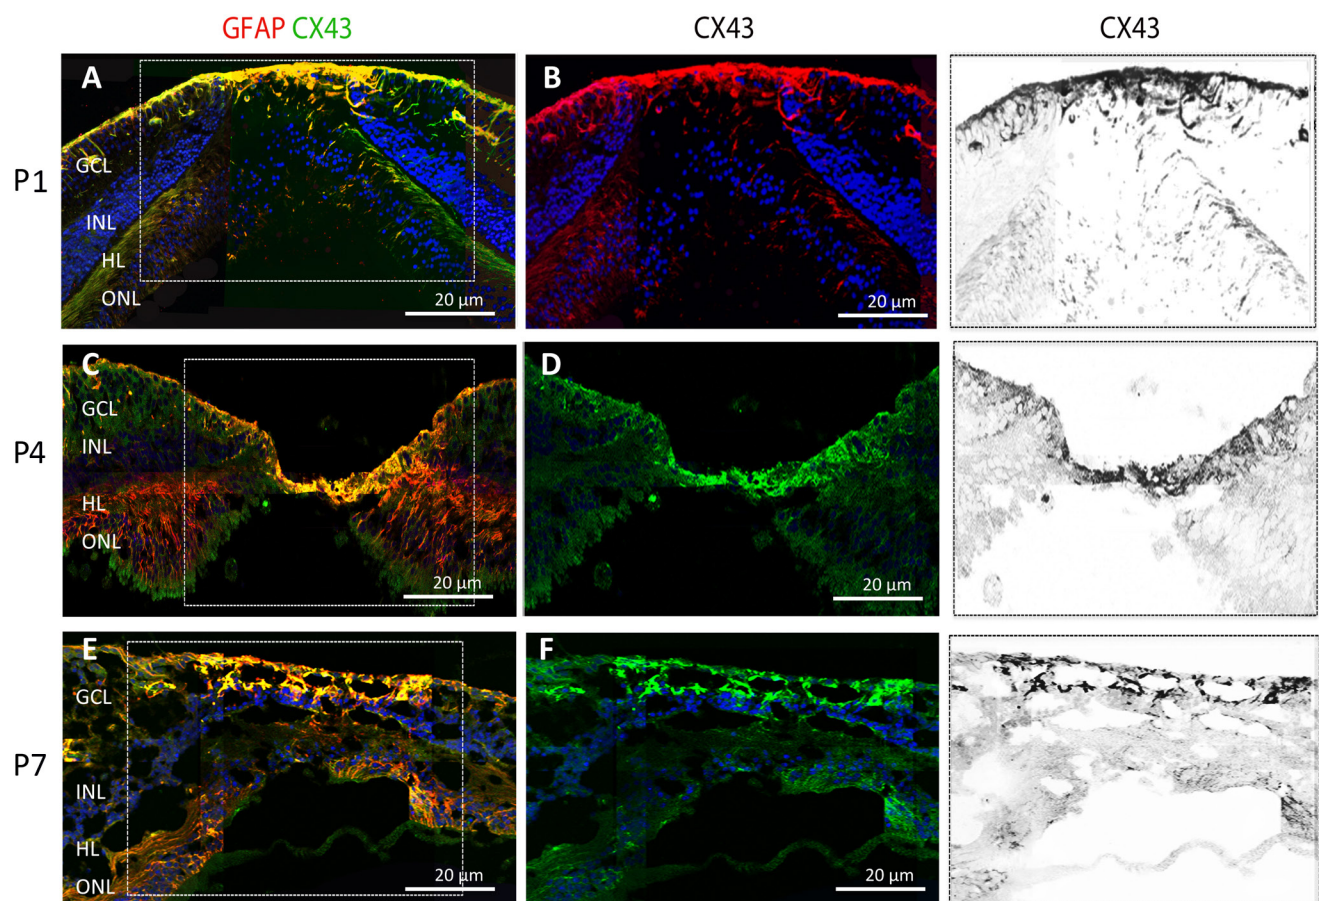 GFAP CX43
CX43
CX43
P1
A
GCL
INL
HL
ONL
20 µm
B
20 µm
P4
C
GCL
INL
HL
ONL
20 µm
D
20 µm
P7
E
GCL
INL
HL
ONL
20 µm
F
20 µm